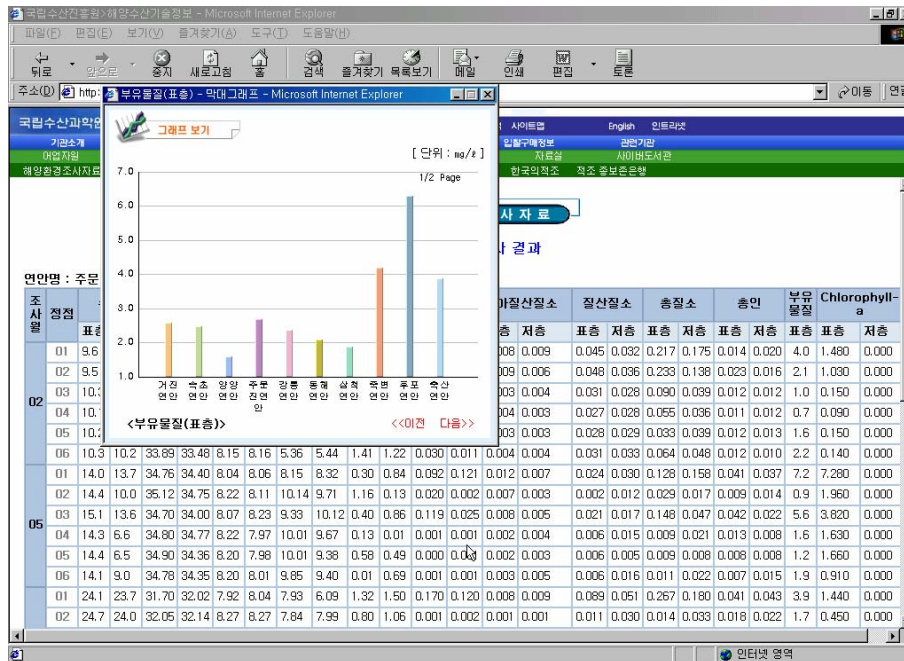 국립수산진흥원>해양수산기술정보 - Microsoft Internet Explorer
파일(F) 편집(E) 보기(V) 즐겨찾기(A) 도구(T) 도움말(H)
뒤로 앞으로 중지 새로고침 홈 검색 즐겨찾기 목록보기 메일 인쇄 편집 토론
주소(D) http: 이동 연결
부유물질(표층) - 막대그래프 - Microsoft Internet Explorer
그래프 보기
[ 단위 : mg/ℓ ]
1/2 Page
7.0
6.0
5.0
4.0
3.0
2.0
1.0
거진연안 속초연안 양양연안 주문진연안 강릉연안 동해연안 삼척연안 죽변연안 후포연안 축산연안
<부유물질(표층)>
<<이전 다음>>
국립수산과학원
사이트맵 English 인트라넷
기관소개 입찰구매정보 관련기관
어업자원 자료실 사이버도서관
해양환경조사자료 한국의적조 적조 종보존은행
사 자 료
사 결과
연안명 : 주문
조사월 정점 아질산질소 질산질소 총질소 총인 부유물질 Chlorophyll-a
표층 층 저층 표층 저층 표층 저층 표층 저층 표층 표층 저층
02
01 9.6 008 0.009 0.045 0.032 0.217 0.175 0.014 0.020 4.0 1.480 0.000
02 9.5 009 0.006 0.048 0.036 0.233 0.138 0.023 0.016 2.1 1.030 0.000
03 10. 004 0.003 0.031 0.028 0.090 0.039 0.012 0.012 1.0 0.150 0.000
04 10. 004 0.003 0.027 0.028 0.055 0.036 0.011 0.012 0.7 0.090 0.000
05 10. 003 0.003 0.028 0.029 0.033 0.039 0.012 0.013 1.6 0.150 0.000
06 10.3 10.2 33.89 33.48 8.15 8.16 5.36 5.44 1.41 1.22 0.030 0.011 0.004 0.004 0.031 0.033 0.064 0.048 0.012 0.010 2.2 0.140 0.000
05
01 14.0 13.7 34.76 34.40 8.04 8.06 8.15 8.32 0.30 0.84 0.092 0.121 0.012 0.007 0.024 0.030 0.128 0.158 0.041 0.037 7.2 7.280 0.000
02 14.4 10.0 35.12 34.75 8.22 8.11 10.14 9.71 1.16 0.13 0.020 0.002 0.007 0.003 0.002 0.012 0.029 0.017 0.009 0.014 0.9 1.960 0.000
03 15.1 13.6 34.70 34.00 8.07 8.23 9.33 10.12 0.40 0.86 0.119 0.025 0.008 0.005 0.021 0.017 0.148 0.047 0.042 0.022 5.6 3.820 0.000
04 14.3 6.6 34.80 34.77 8.22 7.97 10.01 9.67 0.13 0.01 0.001 0.001 0.002 0.004 0.006 0.015 0.009 0.021 0.013 0.008 1.6 1.630 0.000
05 14.4 6.5 34.90 34.36 8.20 7.98 10.01 9.38 0.58 0.49 0.000 0.002 0.003 0.006 0.005 0.009 0.008 0.008 0.008 1.2 1.660 0.000
06 14.1 9.0 34.78 34.35 8.20 8.01 9.85 9.40 0.01 0.69 0.001 0.001 0.003 0.005 0.006 0.016 0.011 0.022 0.007 0.015 1.9 0.910 0.000
01 24.1 23.7 31.70 32.02 7.92 8.04 7.93 6.09 1.32 1.50 0.170 0.120 0.008 0.009 0.089 0.051 0.267 0.180 0.041 0.043 3.9 1.440 0.000
02 24.7 24.0 32.05 32.14 8.27 8.27 7.84 7.99 0.80 1.06 0.001 0.002 0.001 0.001 0.011 0.030 0.014 0.033 0.018 0.022 1.7 0.450 0.000
인터넷 영역